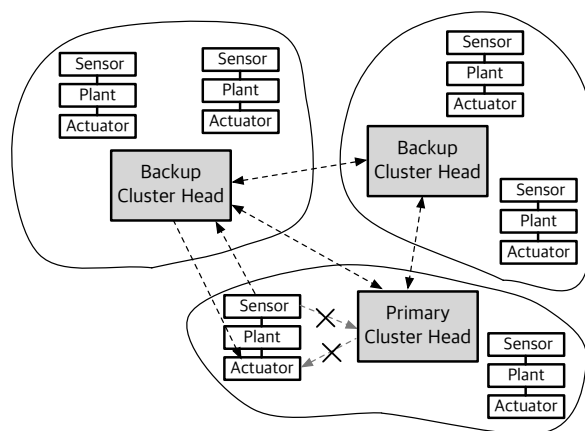 Sensor
Plant
Actuator
Sensor
Plant
Actuator
Backup
Cluster Head
Sensor
Plant
Actuator
Backup
Cluster Head
Sensor
Plant
Actuator
Sensor
Plant
Actuator
Primary
Cluster Head
Sensor
Plant
Actuator